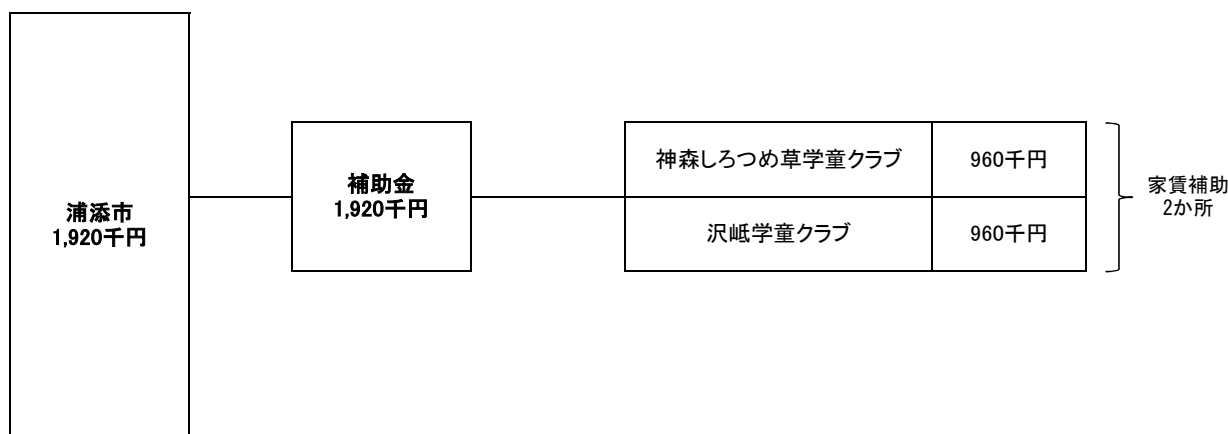 浦添市
1,920千円
補助金
1,920千円
神森しろつめ草学童クラブ 960千円
沢岻学童クラブ 960千円
家賃補助
2か所